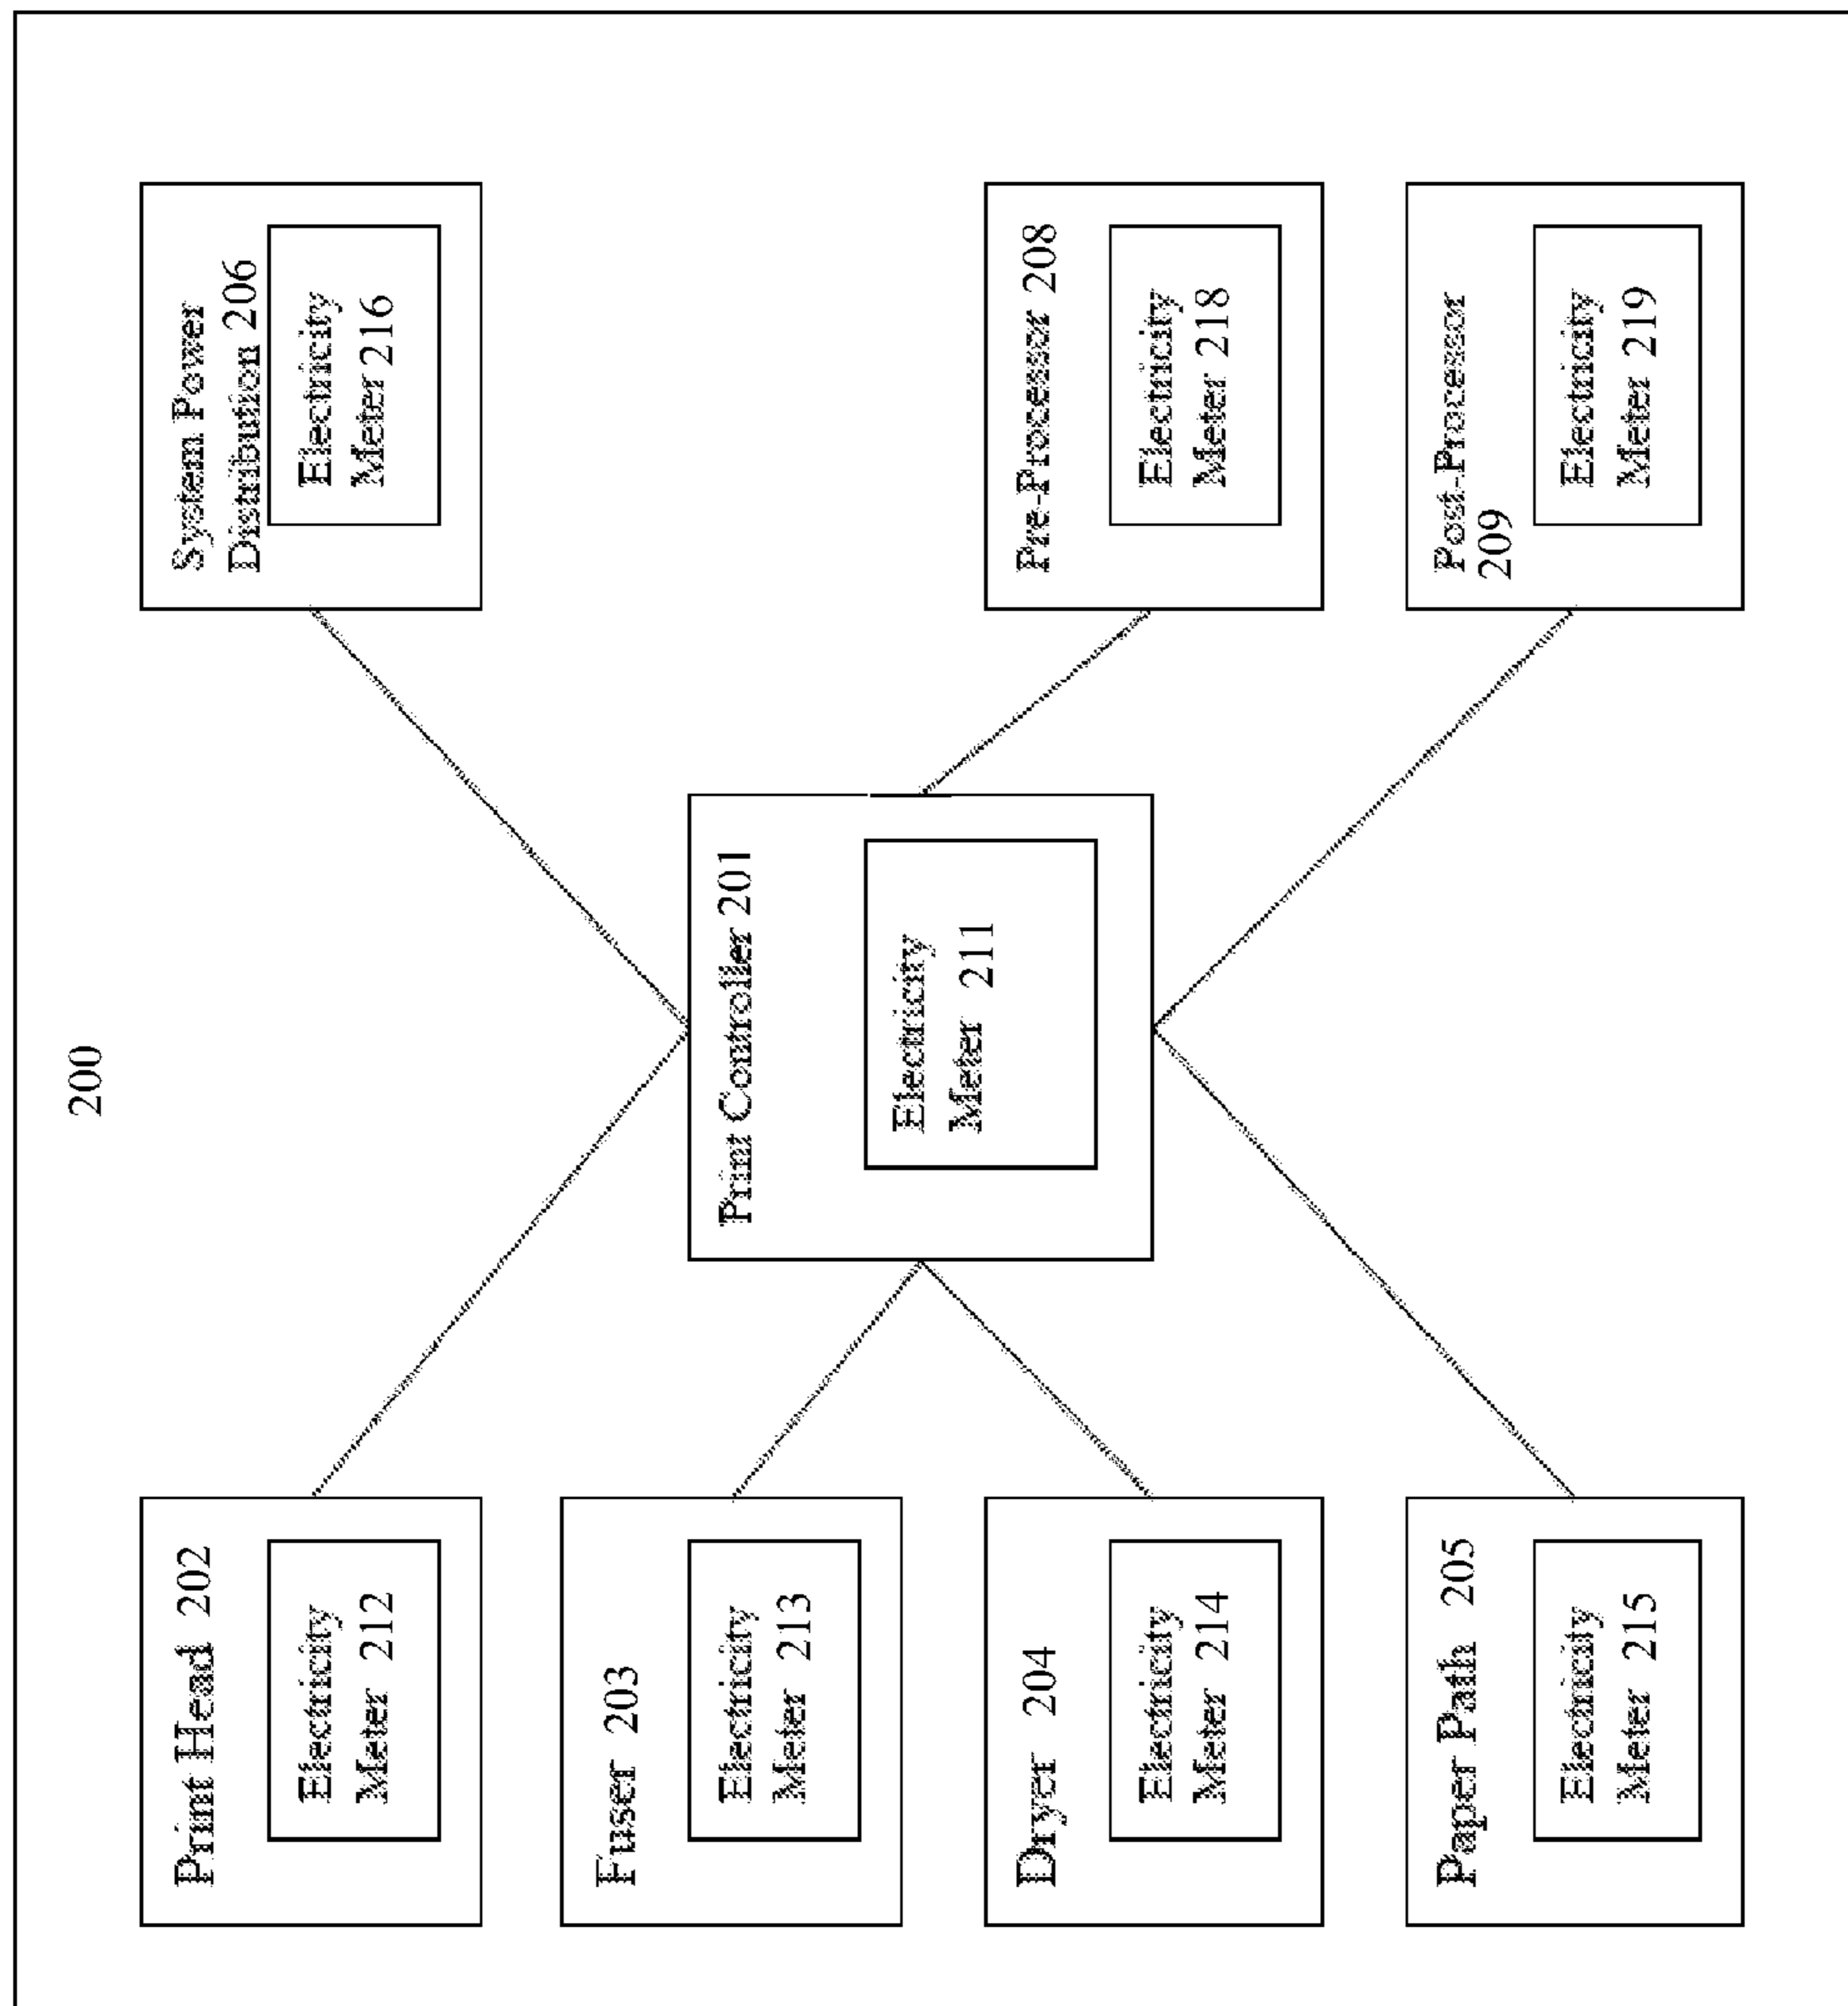 200
Print Head 202
Electricity
Meter 212
Fuser 203
Electricity
Meter 213
Dryer 204
Electricity
Meter 214
Paper Path 205
Electricity
Meter 215
Print Controller 201
Electricity
Meter 211
System Power
Distribution 206
Electricity
Meter 216
Pre-Processor 208
Electricity
Meter 218
Post-Processor
209
Electricity
Meter 219